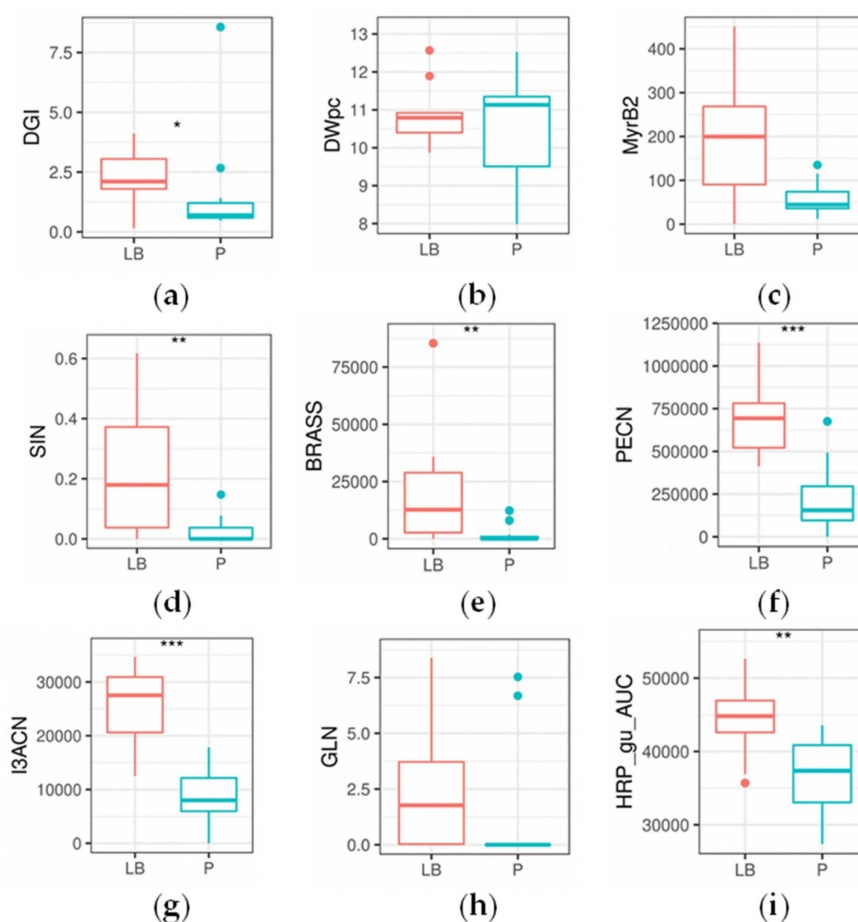 DGI
7.5
5.0
2.5
0.0
*
LB
P
(a)
DWpc
13
12
11
10
9
8
LB
P
(b)
MyrB2
400
300
200
100
0
LB
P
(c)
SIN
0.6
0.4
0.2
0.0
**
LB
P
(d)
BRASS
75000
50000
25000
0
**
LB
P
(e)
PECN
1250000
1000000
750000
500000
250000
0
***
LB
P
(f)
I3ACN
30000
20000
10000
0
***
LB
P
(g)
GLN
7.5
5.0
2.5
0.0
LB
P
(h)
HRP_gu_AUC
50000
40000
30000
**
LB
P
(i)